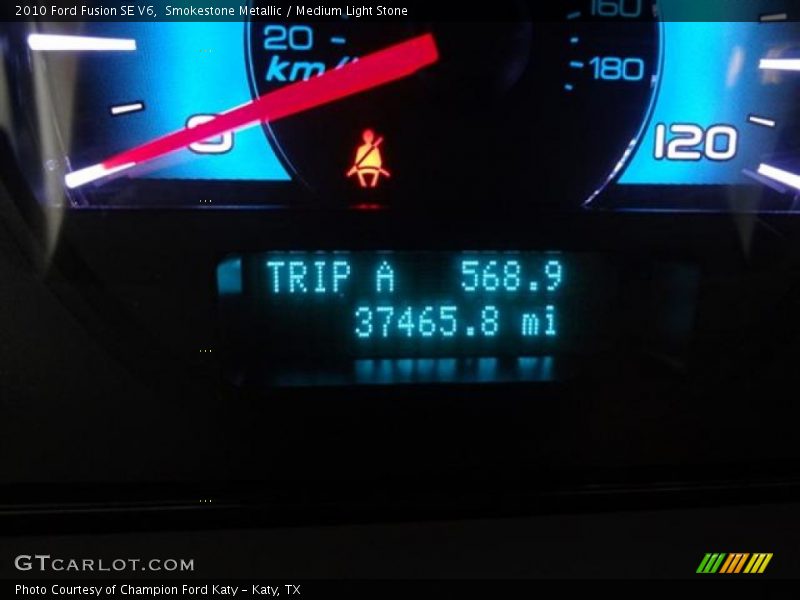 2010 Ford Fusion SE V6,  Smokestone Metallic / Medium Light Stone
20
160
km/
180
0
120
TRIP A 568.9
37465.8 mi
GTCARLOT.COM
Photo Courtesy of Champion Ford Katy – Katy, TX